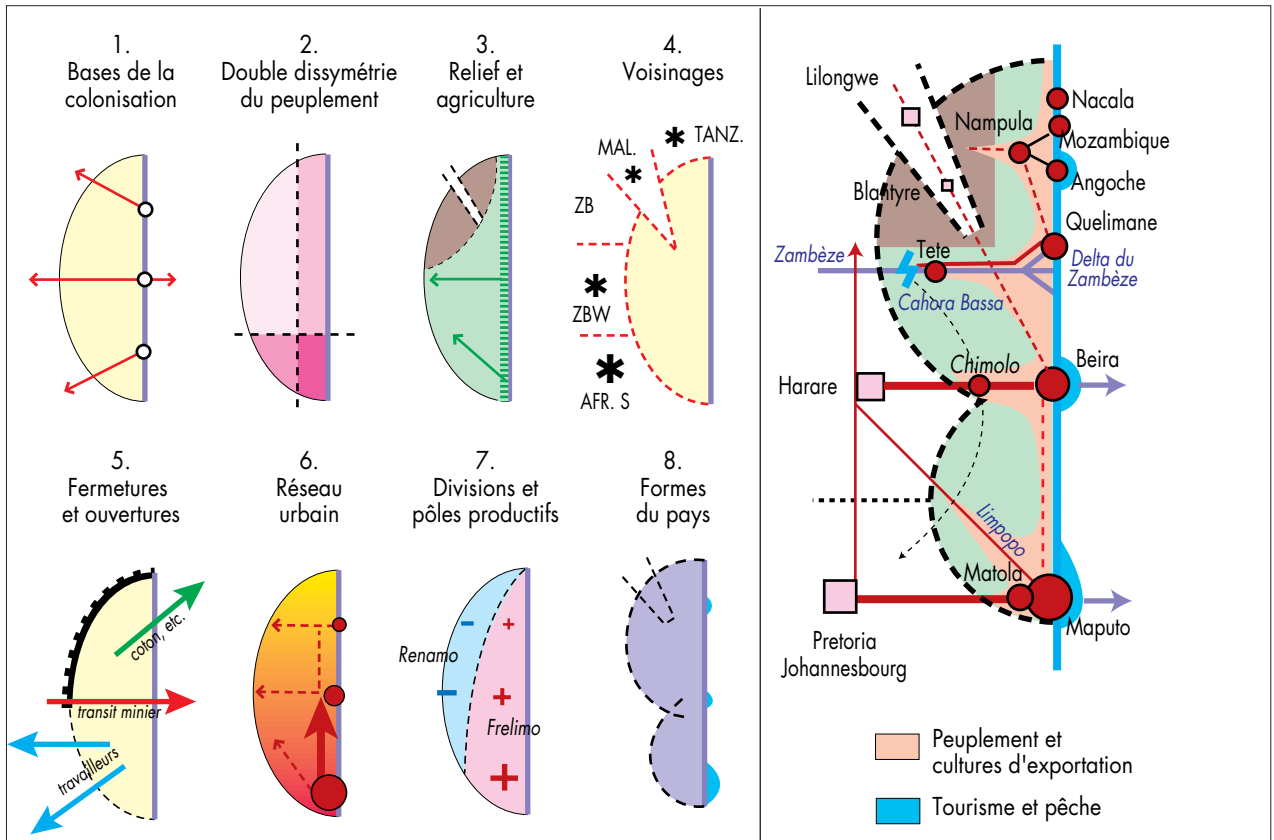 1.
Bases de la
colonisation
2.
Double dissymétrie
du peuplement
3.
Relief et
agriculture
4.
Voisinages
MAL.
TANZ.
ZB
ZBW
AFR. S
5.
Fermetures
et ouvertures
coton, etc.
transit minier
travailleurs
6.
Réseau
urbain
7.
Divisions et
pôles productifs
Renamo
Frelimo
8.
Formes
du pays
Lilongwe
Nacala
Nampula
Mozambique
Angoche
Blantyre
Quelimane
Zambèze
Tete
Delta du
Zambèze
Cahora Bassa
Chimolo
Beira
Harare
Limpopo
Matola
Maputo
Pretoria
Johannesbourg
Peuplement et
cultures d'exportation
Tourisme et pêche